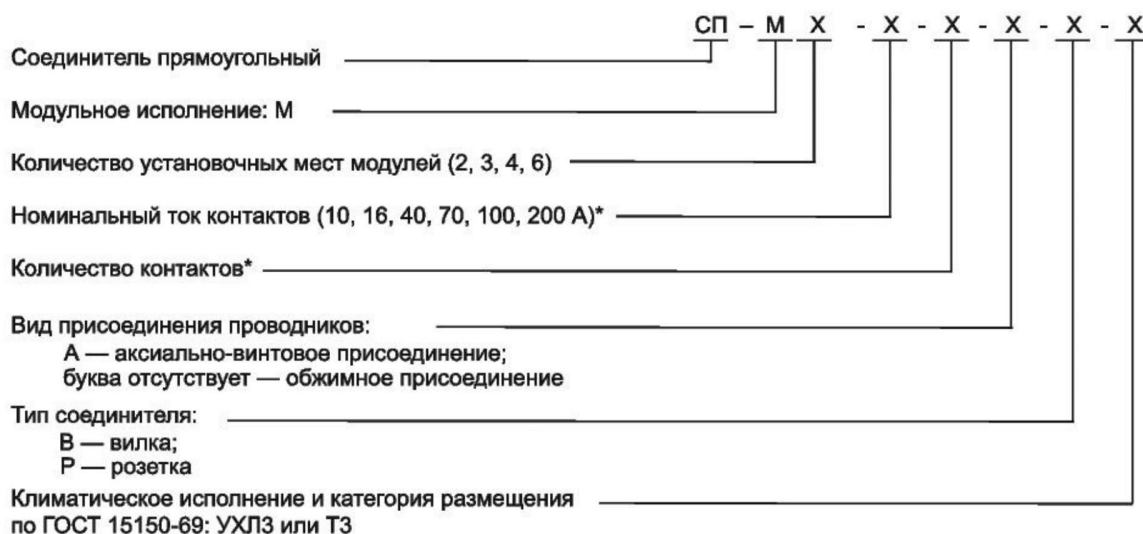 СП – М Х - Х - Х - Х - Х - Х
Соединитель прямоугольный
Модульное исполнение: М
Количество установочных мест модулей (2, 3, 4, 6)
Номинальный ток контактов (10, 16, 40, 70, 100, 200 А)*
Количество контактов*
Вид присоединения проводников:
А — аксиально-винтовое присоединение;
буква отсутствует — обжимное присоединение
Тип соединителя:
В — вилка;
Р — розетка
Климатическое исполнение и категория размещения
по ГОСТ 15150-69: УХЛ3 или Т3